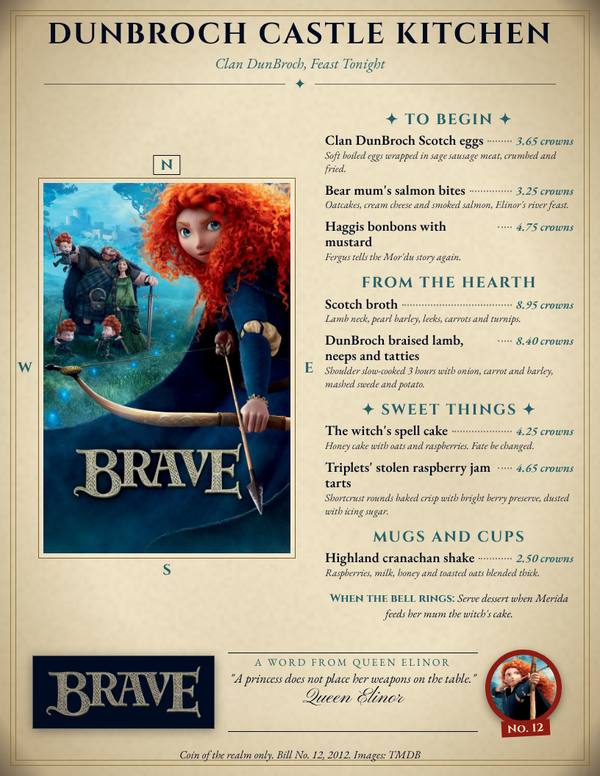 DUNBROCH CASTLE KITCHEN
Clan DunBroch, Feast Tonight
N
W
E
S
BRAVE
✦ TO BEGIN ✦
Clan DunBroch Scotch eggs ········ 3.65 crowns
Soft boiled eggs wrapped in sage sausage meat, crumbed and
fried.
Bear mum's salmon bites ············ 3.25 crowns
Oatcakes, cream cheese and smoked salmon, Elinor's river feast.
Haggis bonbons with ····· 4.75 crowns
mustard
Fergus tells the Mor'du story again.
FROM THE HEARTH
Scotch broth ································ 8.95 crowns
Lamb neck, pearl barley, leeks, carrots and turnips.
DunBroch braised lamb, ····· 8.40 crowns
neeps and tatties
Shoulder slow-cooked 3 hours with onion, carrot and barley,
mashed swede and potato.
✦ SWEET THINGS ✦
The witch's spell cake ················ 4.25 crowns
Honey cake with oats and raspberries. Fate be changed.
Triplets' stolen raspberry jam ····· 4.65 crowns
tarts
Shortcrust rounds baked crisp with bright berry preserve, dusted
with icing sugar.
MUGS AND CUPS
Highland cranachan shake ·········· 2.50 crowns
Raspberries, milk, honey and toasted oats blended thick.
WHEN THE BELL RINGS: Serve dessert when Merida
feeds her mum the witch's cake.
BRAVE
A WORD FROM QUEEN ELINOR
"A princess does not place her weapons on the table."
Queen Elinor
NO. 12
Coin of the realm only. Bill No. 12, 2012. Images: TMDB